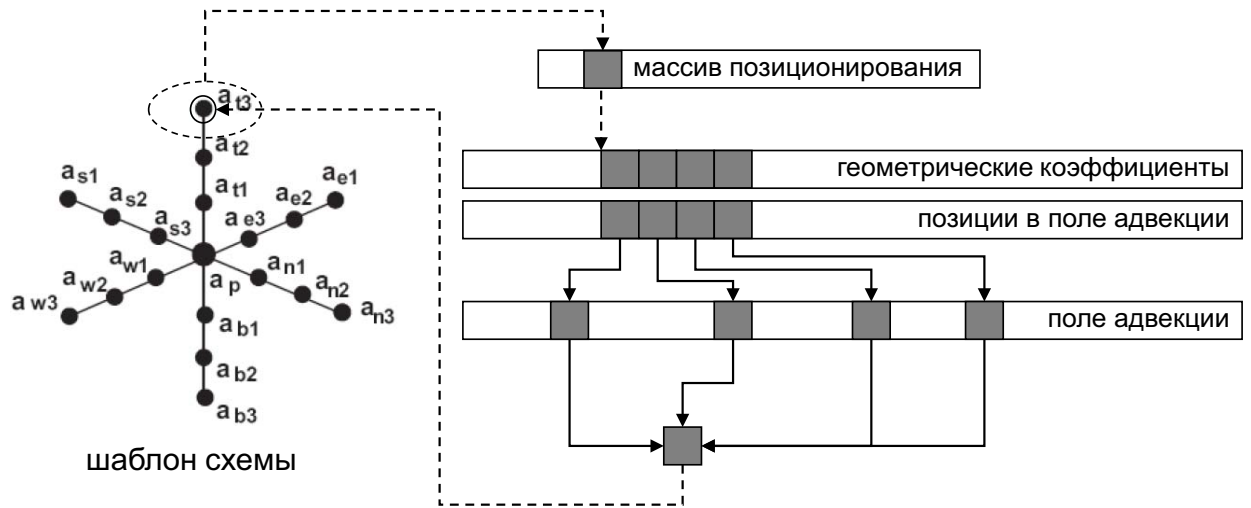 массив позиционирования
a t3
a t2
a s1
a e1
a s2
a t1
a e2
a s3
a e3
a w1
a n1
a w2
a p
a n2
a w3
a n3
a b1
a b2
a b3
шаблон схемы
геометрические коэффициенты
позиции в поле адвекции
поле адвекции